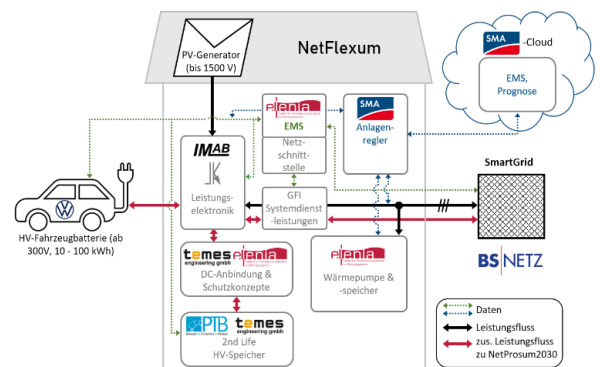 NetFlexum
PV-Generator
(bis 1500 V)
SMA
-Cloud
EMS,
Prognose
elenia
EMS
Netz-
schnitt-
stelle
SMA
Anlagen-
regler
IMAB
Leistungs-
elektronik
GFI
Systemdienst
-leistungen
SmartGrid
BS|NETZ
HV-Fahrzeugbatterie (ab
300V, 10 - 100 kWh)
temes
engineering gmbh
elenia
DC-Anbindung &
Schutzkonzepte
elenia
Wärmepumpe &
-speicher
PTB
temes
engineering gmbh
2nd Life
HV-Speicher
Daten
Leistungsfluss
zus. Leistungsfluss
zu NetProsum2030